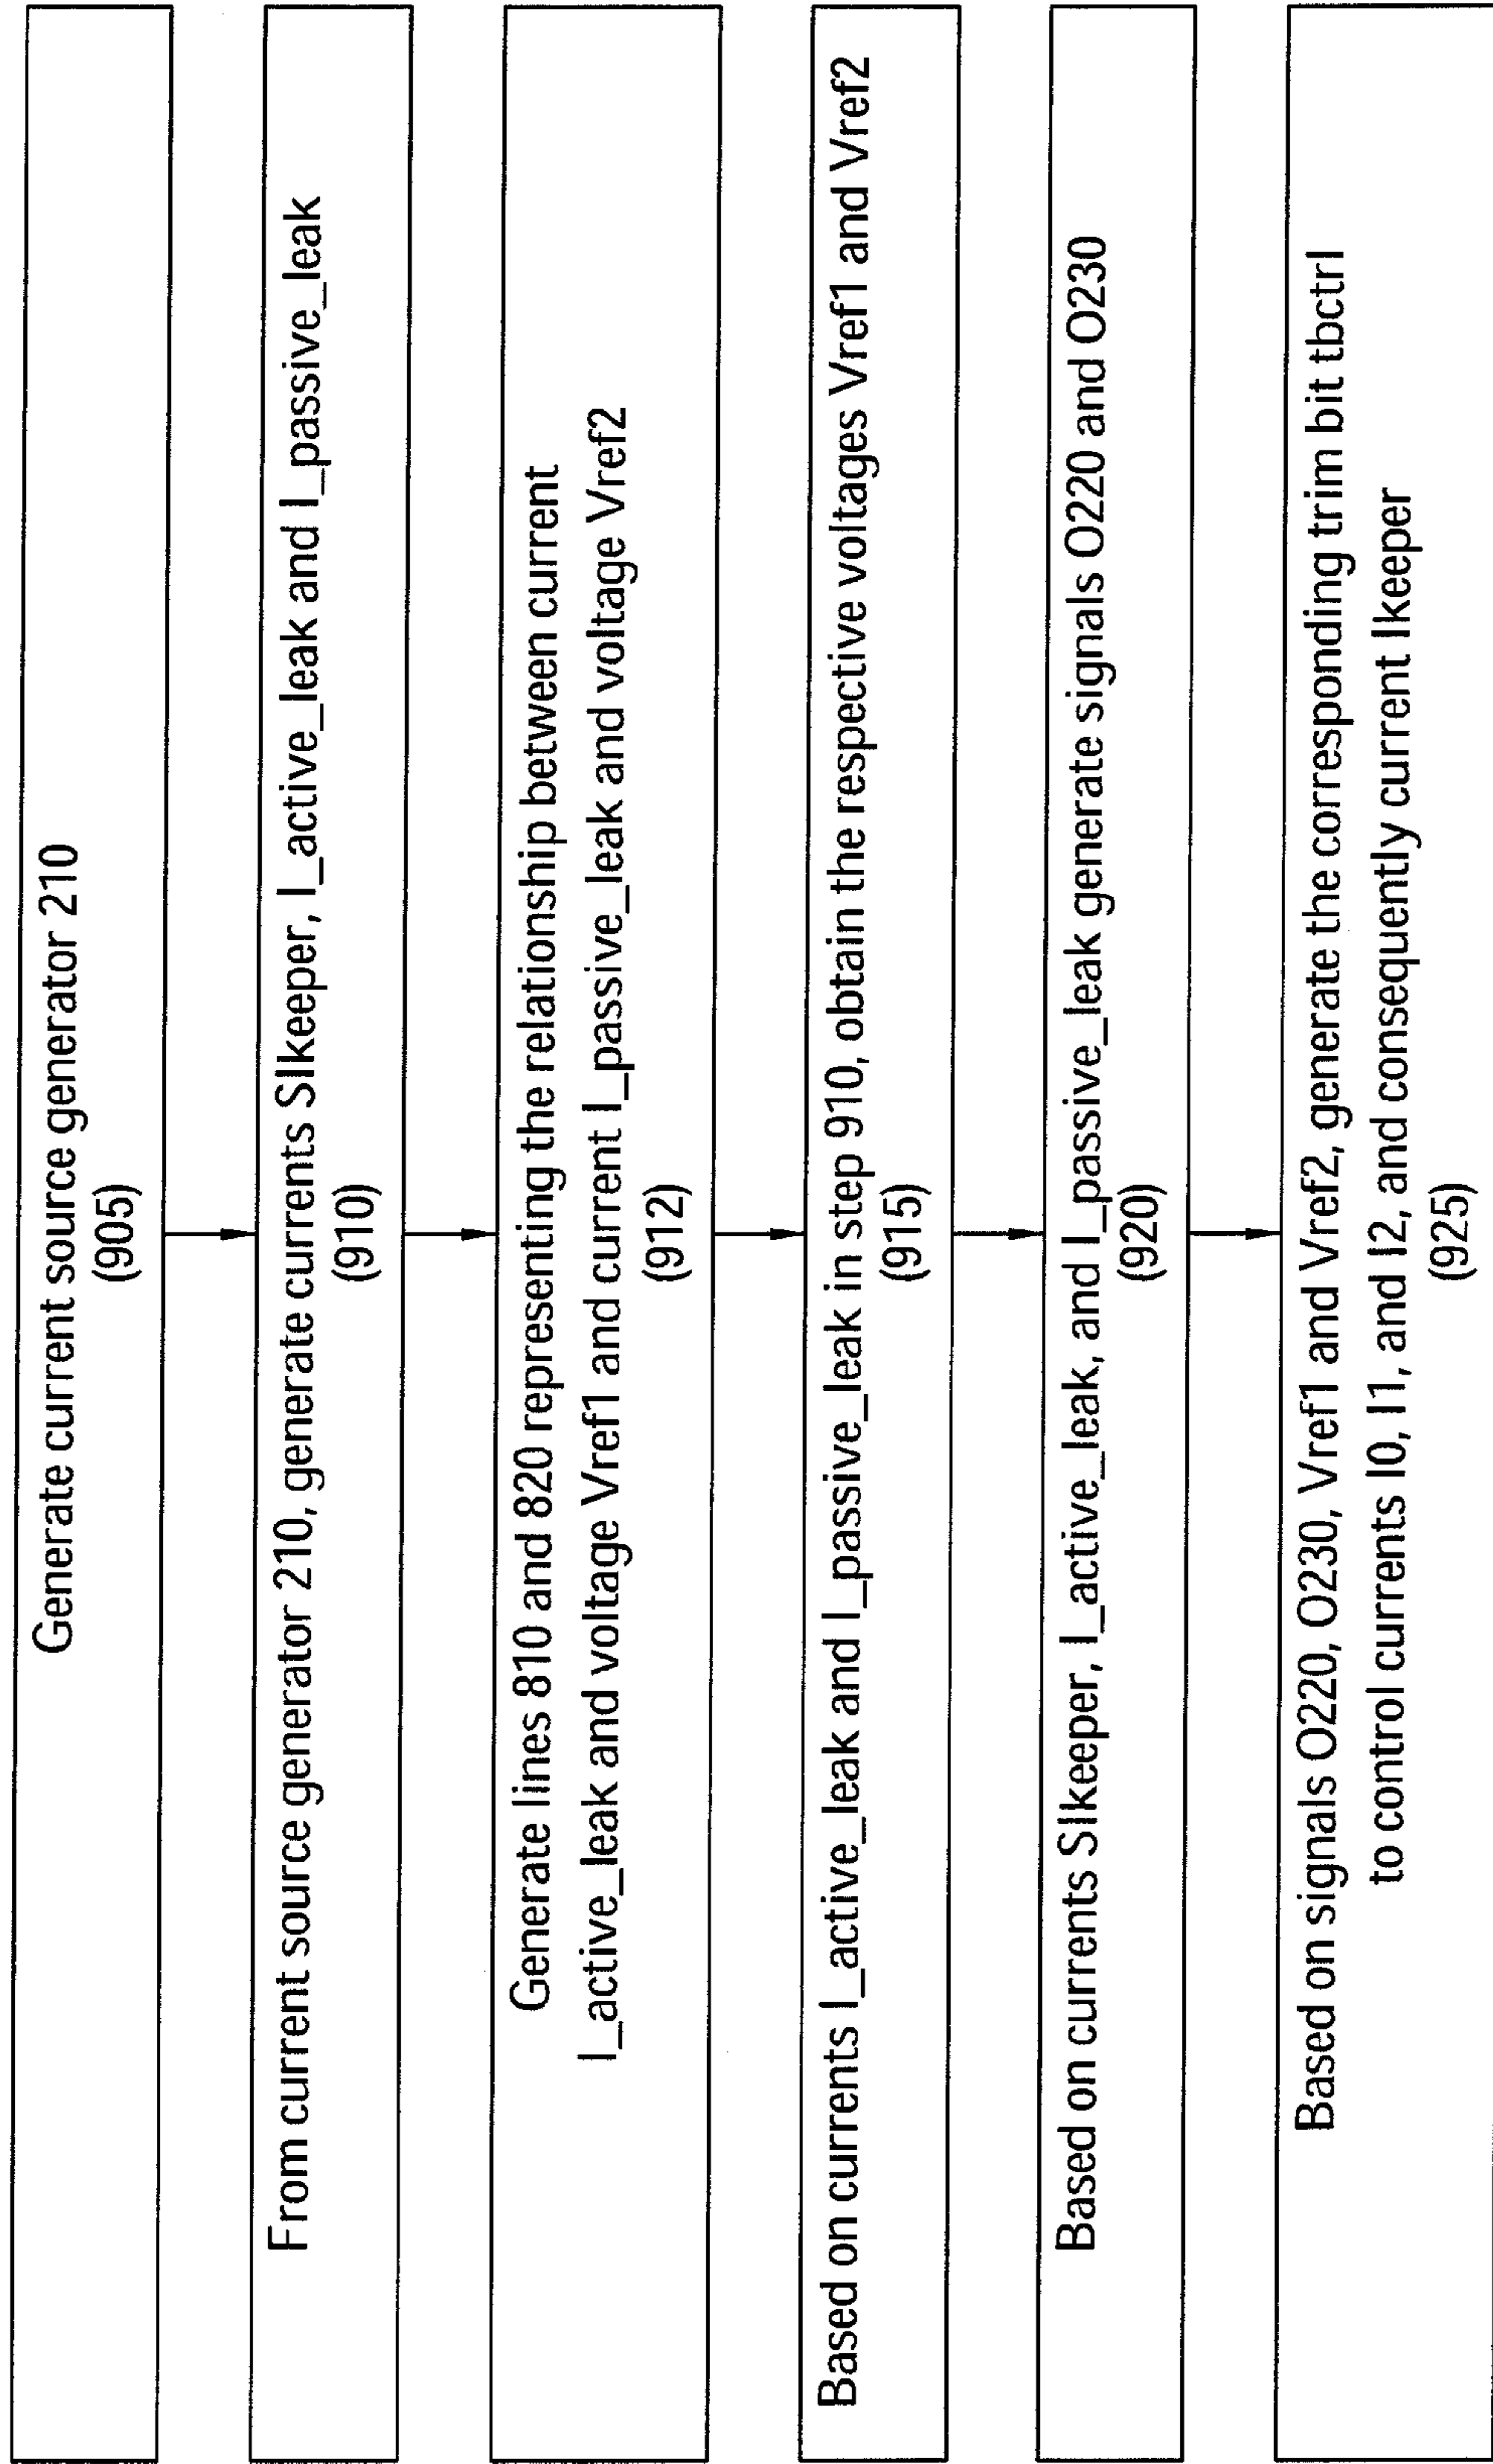 Generate current source generator 210
(905)
From current source generator 210, generate currents SIkeeper, I_active_leak and I_passive_leak
(910)
Generate lines 810 and 820 representing the relationship between current
I_active_leak and voltage Vref1 and current I_passive_leak and voltage Vref2
(912)
Based on currents I_active_leak and I_passive_leak in step 910, obtain the respective voltages Vref1 and Vref2
(915)
Based on currents SIkeeper, I_active_leak, and I_passive_leak generate signals O220 and O230
(920)
Based on signals O220, O230, Vref1 and Vref2, generate the corresponding trim bit tbctrl
to control currents I0, I1, and I2, and consequently current Ikeeper
(925)